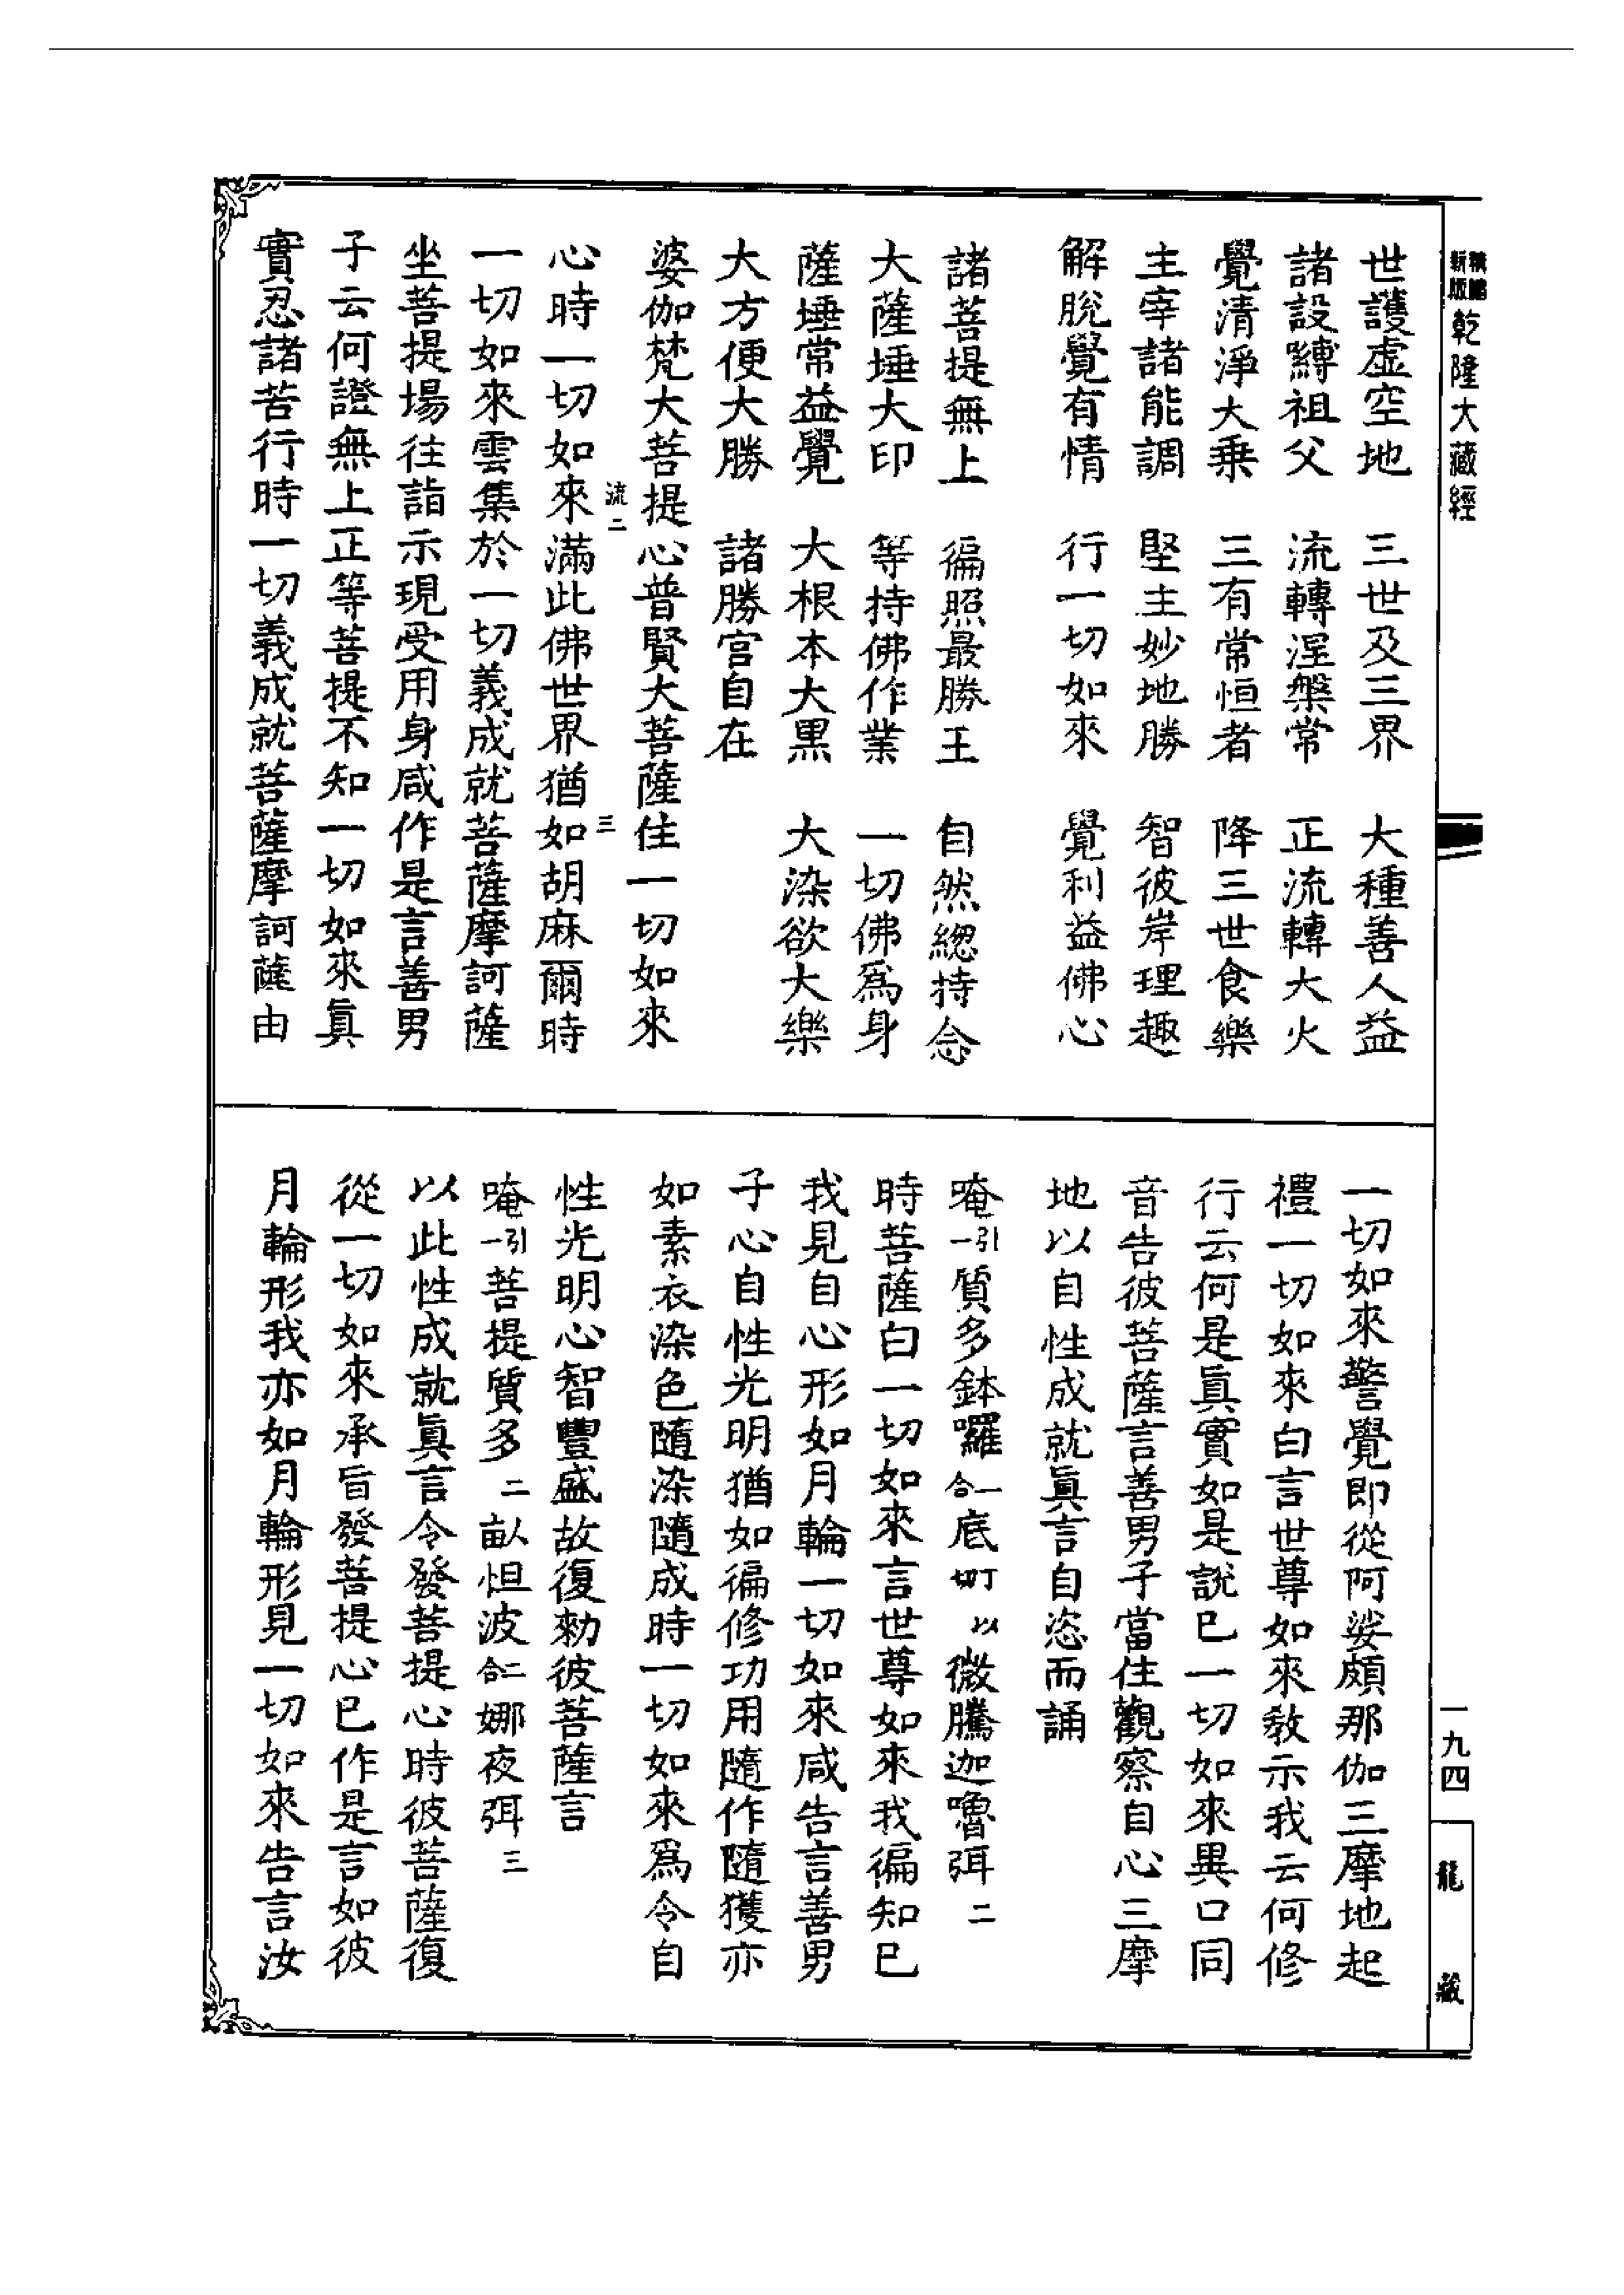 新版
乾隆大藏經
世護虛空地　三世及三界　大種善人益
諸設縛祖父　流轉涅槃常　正流轉大火
覺清淨大乗　三有常恒者　降三世食樂
主宰諸能調　堅主妙地勝　智彼岸理趣
解脫覺有情　行一切如來　覺利益佛心
諸菩提無上　徧照最勝王　自然緫持念
大薩埵大印　等持佛作業　一切佛爲身
薩埵常益覺　大根本大黑　大染欲大樂
大方便大勝　諸勝宫自在
婆伽梵大菩提心普賢大菩薩住一切如來
流二
三
心時一切如來滿此佛世界猶如胡麻爾時
一切如來雲集於一切義成就菩薩摩訶薩
坐菩提場往詣示現受用身咸作是言善男
子云何證無上正等菩提不知一切如來真
實忍諸苦行時一切義成就菩薩摩訶薩由
一切如來警覺即從阿娑頗那伽三摩地起
禮一切如來白言世尊如來教示我云何修
行云何是眞實如是說已一切如來異口同
音告彼菩薩言善男子當住觀察自心三摩
地以自性成就眞言自恣而誦
唵引一質多鉢囉一合底丁以切微騰迦嚕弭二
時菩薩白一切如來言世尊如來我徧知已
我見自心形如月輪一切如來咸告言善男
子心自性光明猶如徧修功用隨作隨獲亦
如素衣染色隨染隨成時一切如來爲令自
性光明心智豐盛故復勑彼菩薩言
唵引一菩提質多二畝怛波二合娜夜弭三
以此性成就眞言令發菩提心時彼菩薩復
從一切如來承旨發菩提心已作是言如彼
月輪形我亦如月輪形見一切如來告言汝
一九四
龍藏